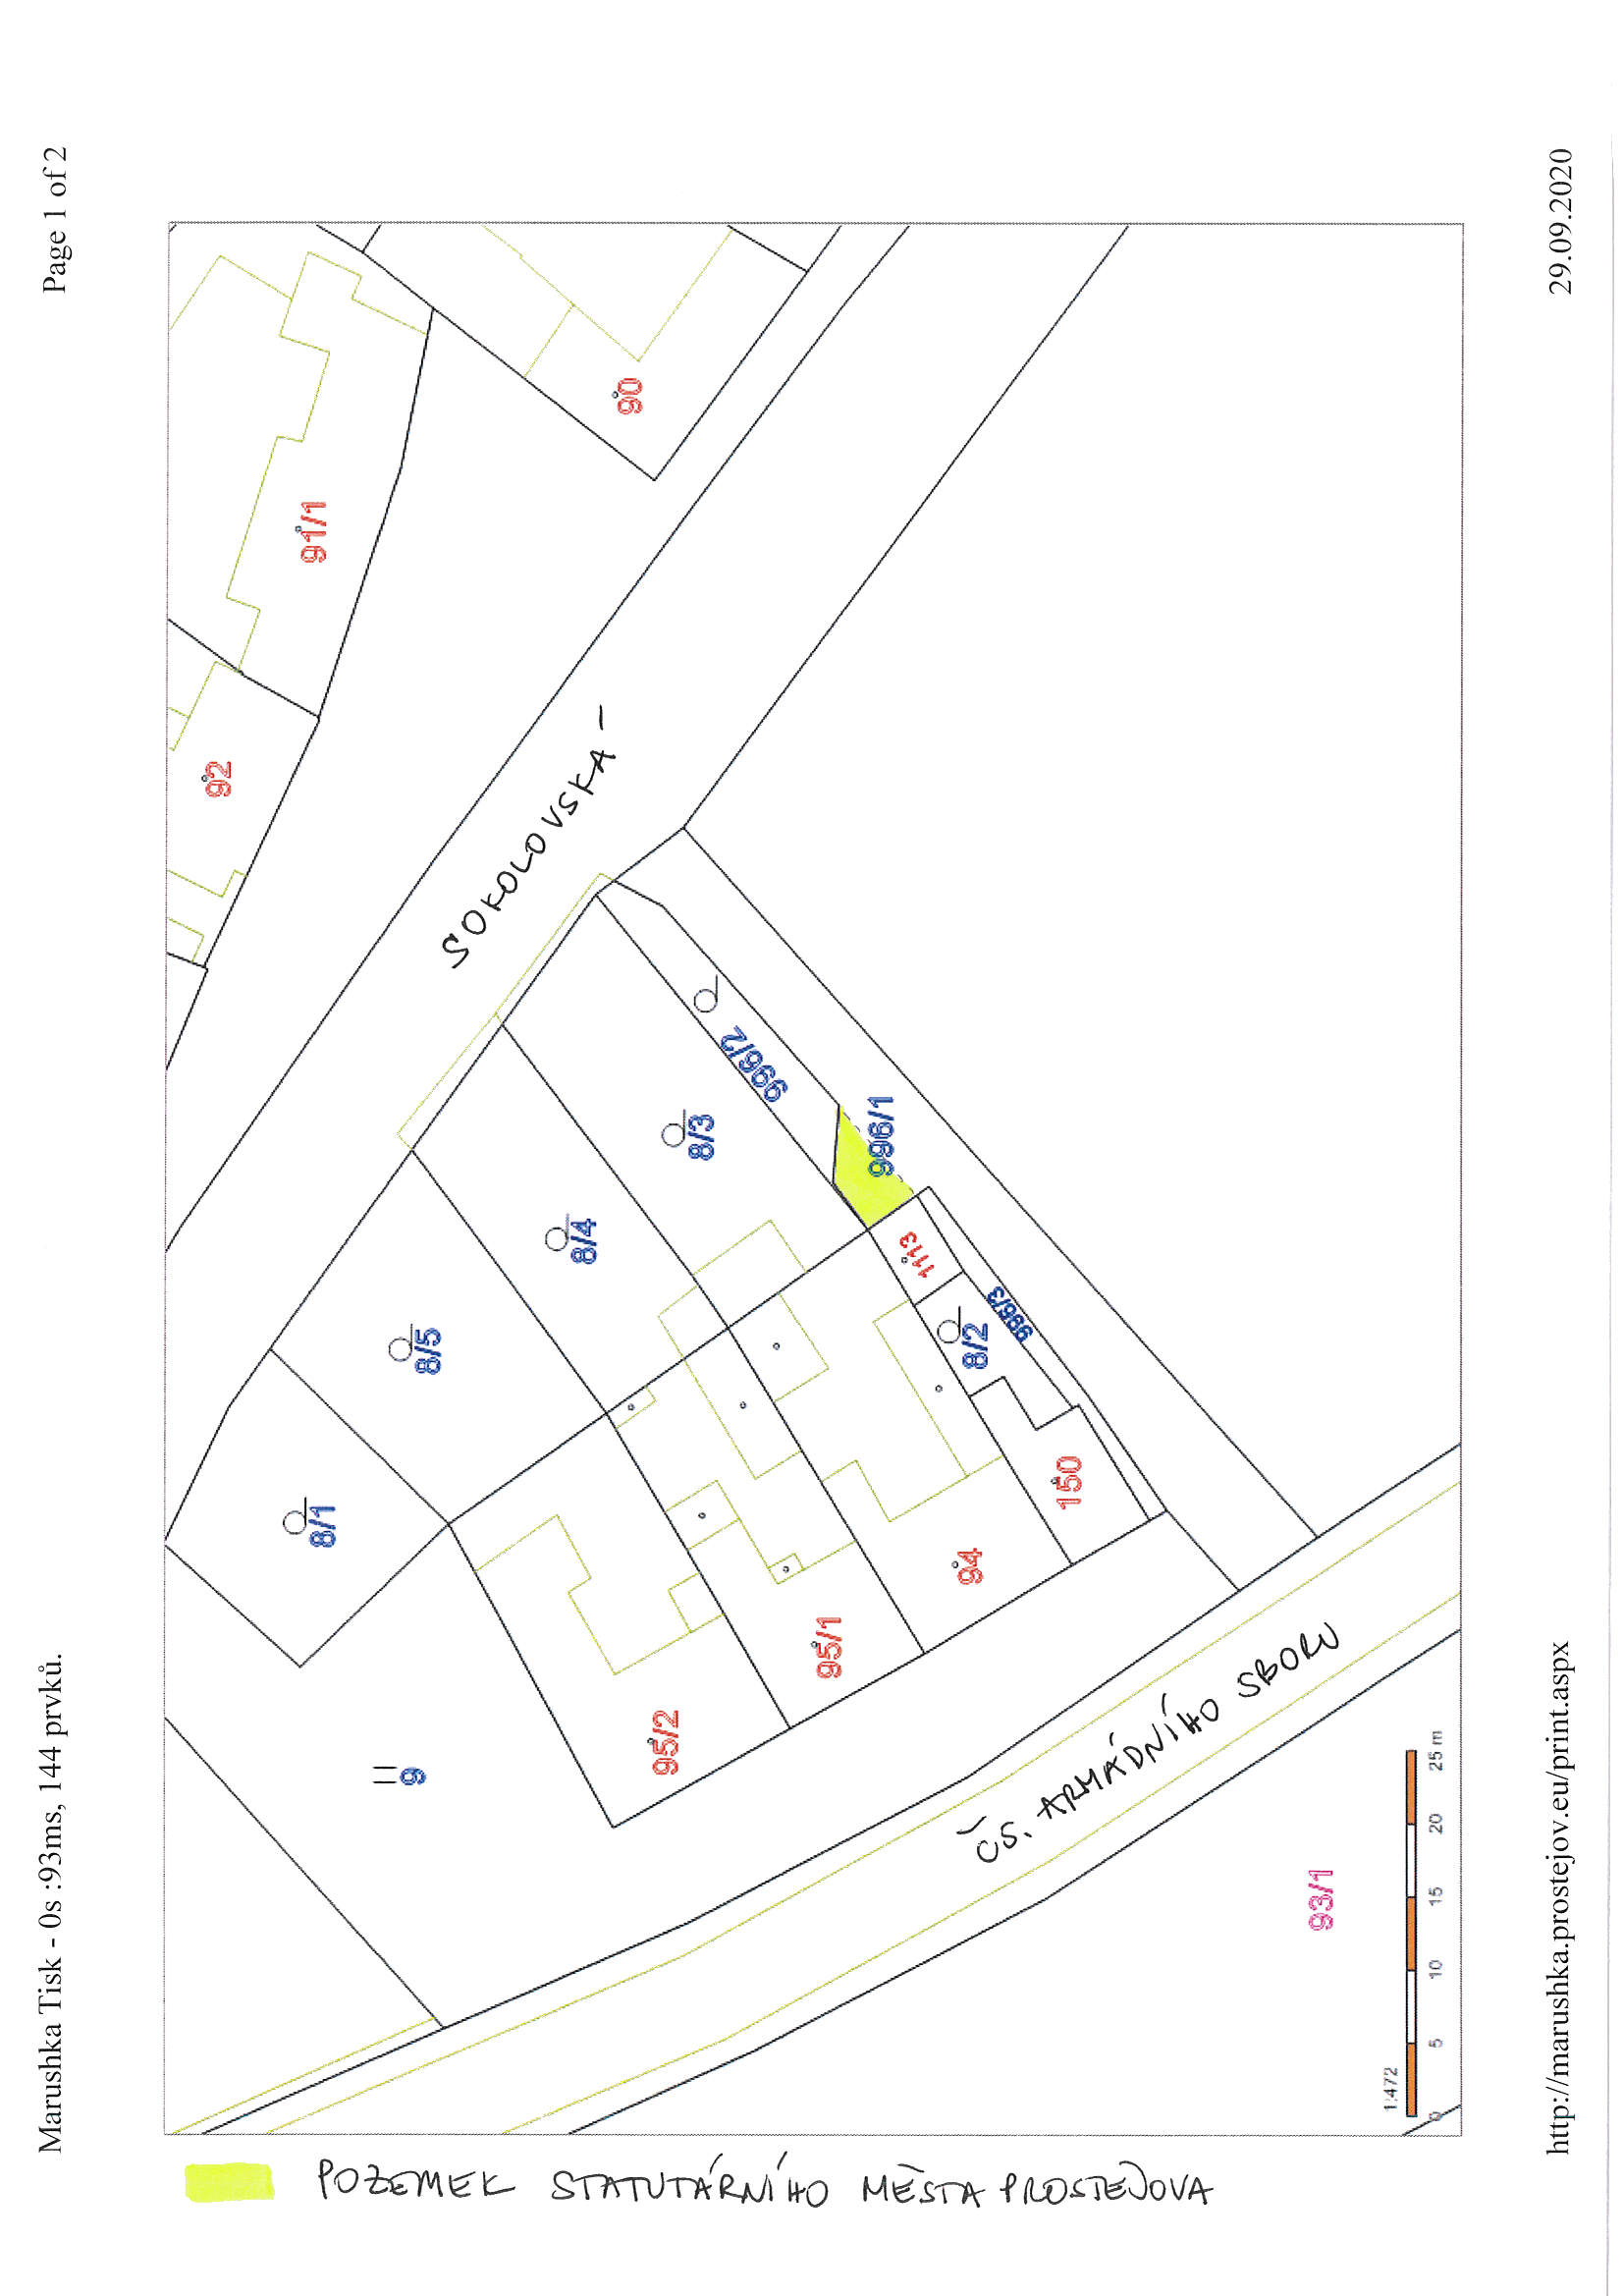 Marushka Tisk - 0s :93ms, 144 prvků.
Page 1 of 2
92
91/1
8/1
8/5
8/4
SOKOLOVSKÁ
90
9
95/2
8/3
996/2
95/1
996/1
1113
94
150
8/2
996/3
ČS. ARMÁDNÍHO SBORU
93/1
1:472
0 5 10 15 20 25 m
POZEMEK STATUTÁRNÍHO MĚSTA PROSTEJOVA
http://marushka.prostejov.eu/print.aspx
29.09.2020